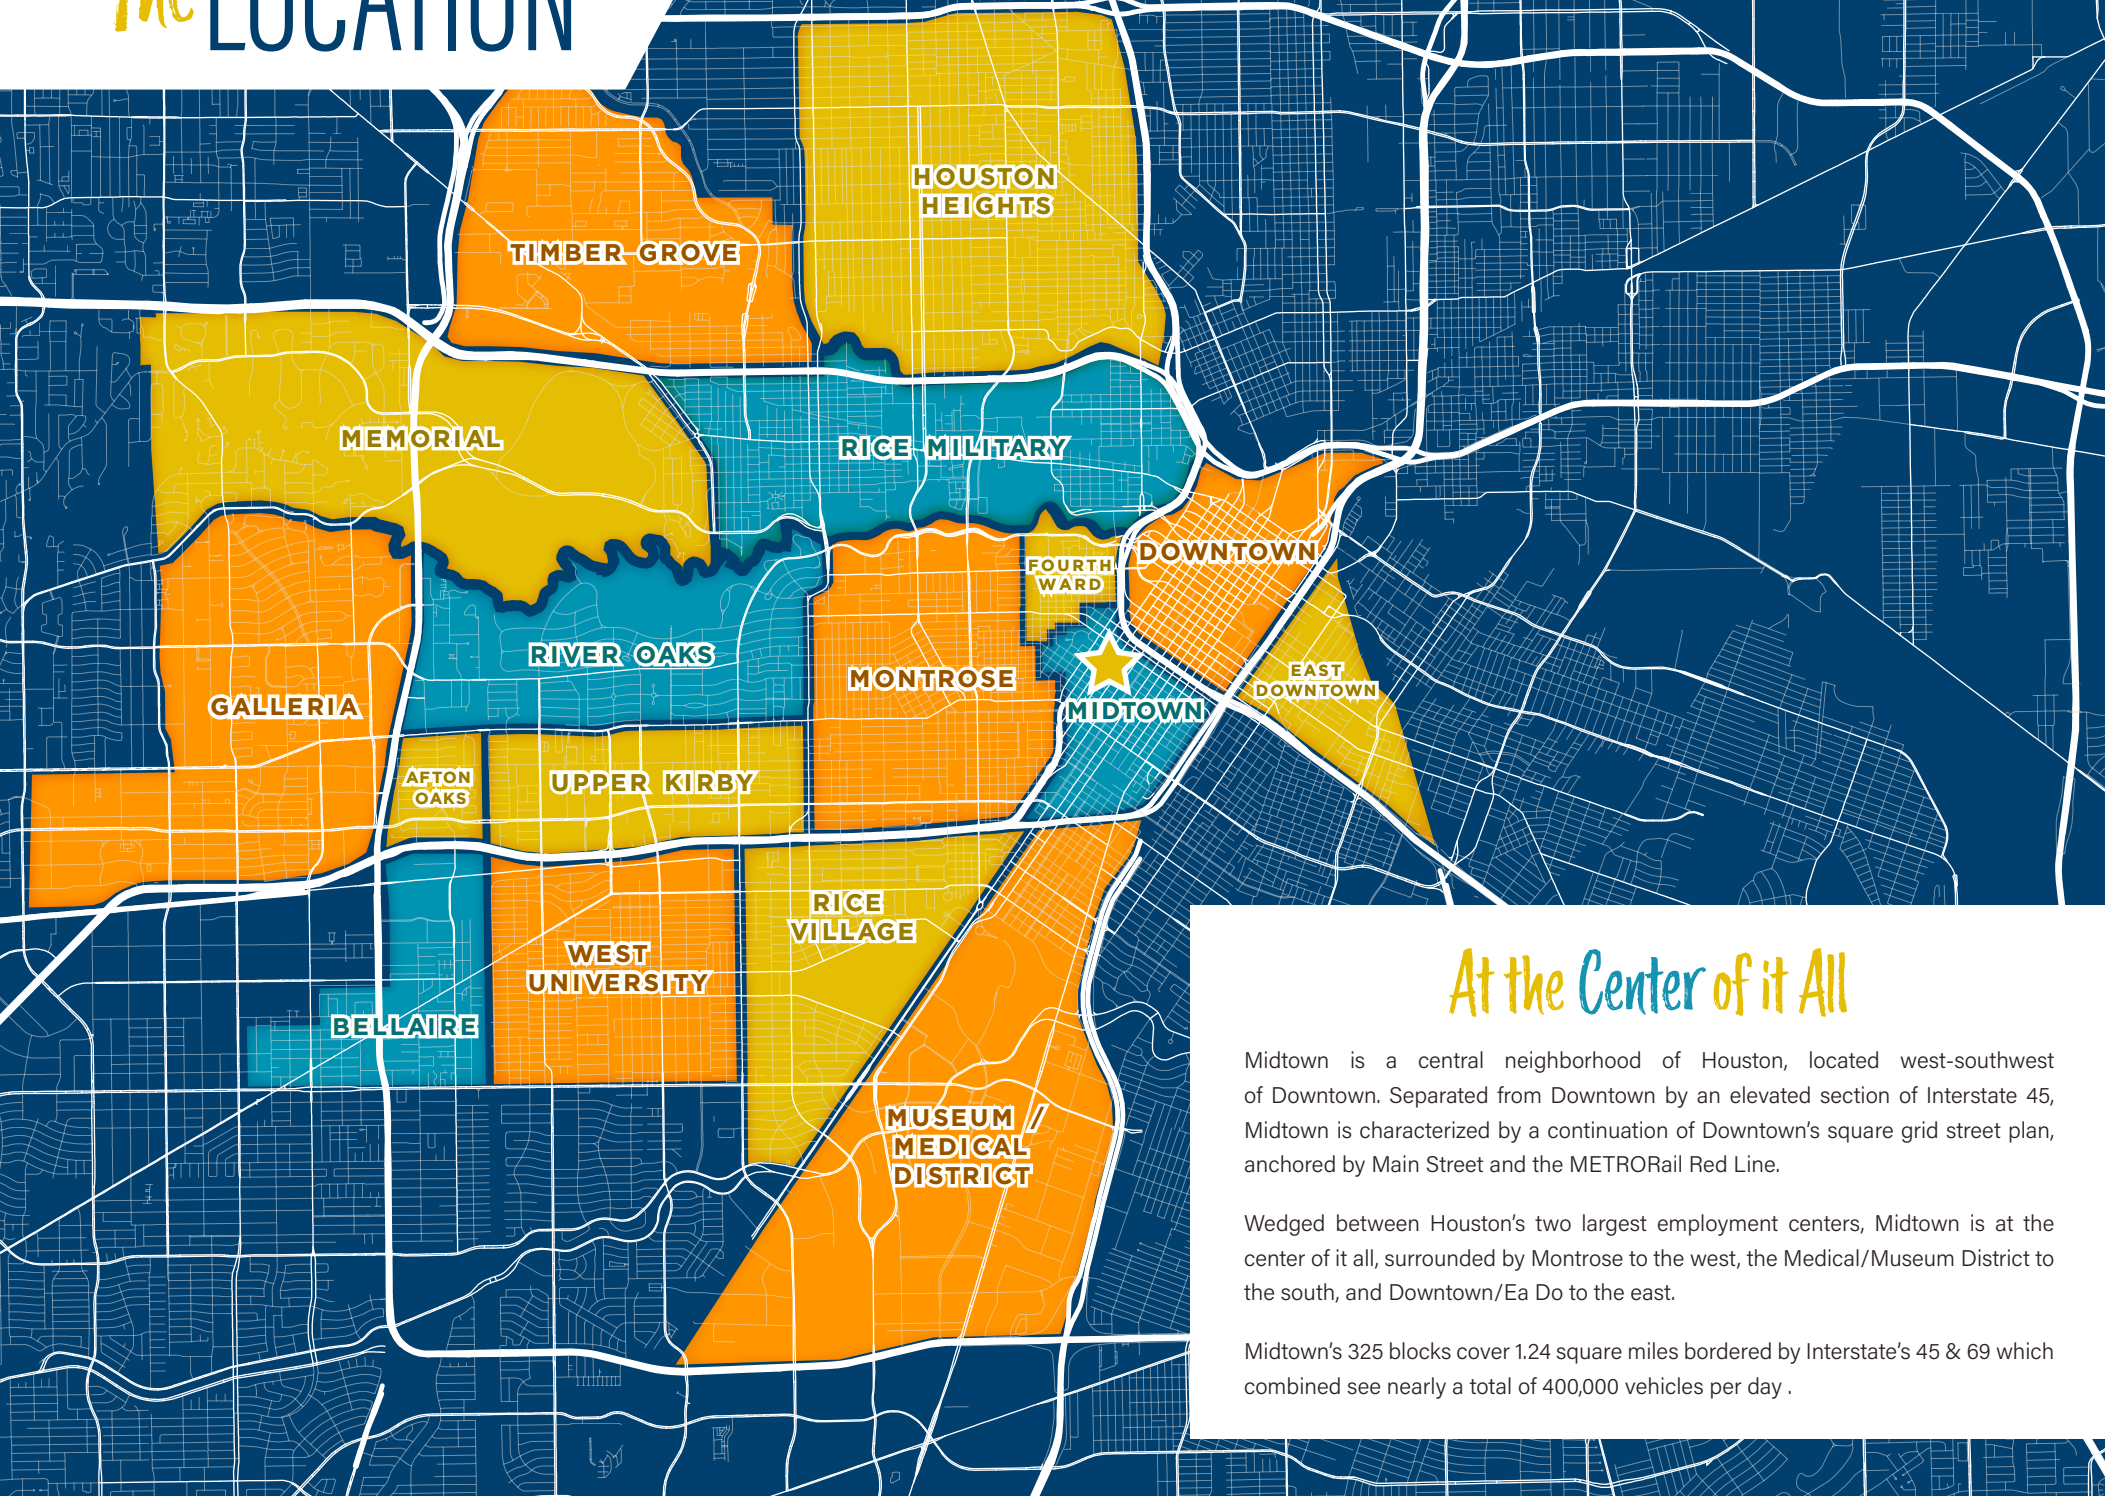 The LOCATION
HOUSTON
HEIGHTS
TIMBER GROVE
MEMORIAL
RICE MILITARY
DOWNTOWN
FOURTH
WARD
RIVER OAKS
MONTROSE
EAST
DOWNTOWN
GALLERIA
MIDTOWN
AFTON
OAKS
UPPER KIRBY
RICE
VILLAGE
WEST
UNIVERSITY
BELLAIRE
MUSEUM /
MEDICAL
DISTRICT
At the Center of it All
Midtown is a central neighborhood of Houston, located west-southwest
of Downtown. Separated from Downtown by an elevated section of Interstate 45,
Midtown is characterized by a continuation of Downtown’s square grid street plan,
anchored by Main Street and the METRORail Red Line.
Wedged between Houston’s two largest employment centers, Midtown is at the
center of it all, surrounded by Montrose to the west, the Medical/Museum District to
the south, and Downtown/Ea Do to the east.
Midtown’s 325 blocks cover 1.24 square miles bordered by Interstate’s 45 & 69 which
combined see nearly a total of 400,000 vehicles per day .